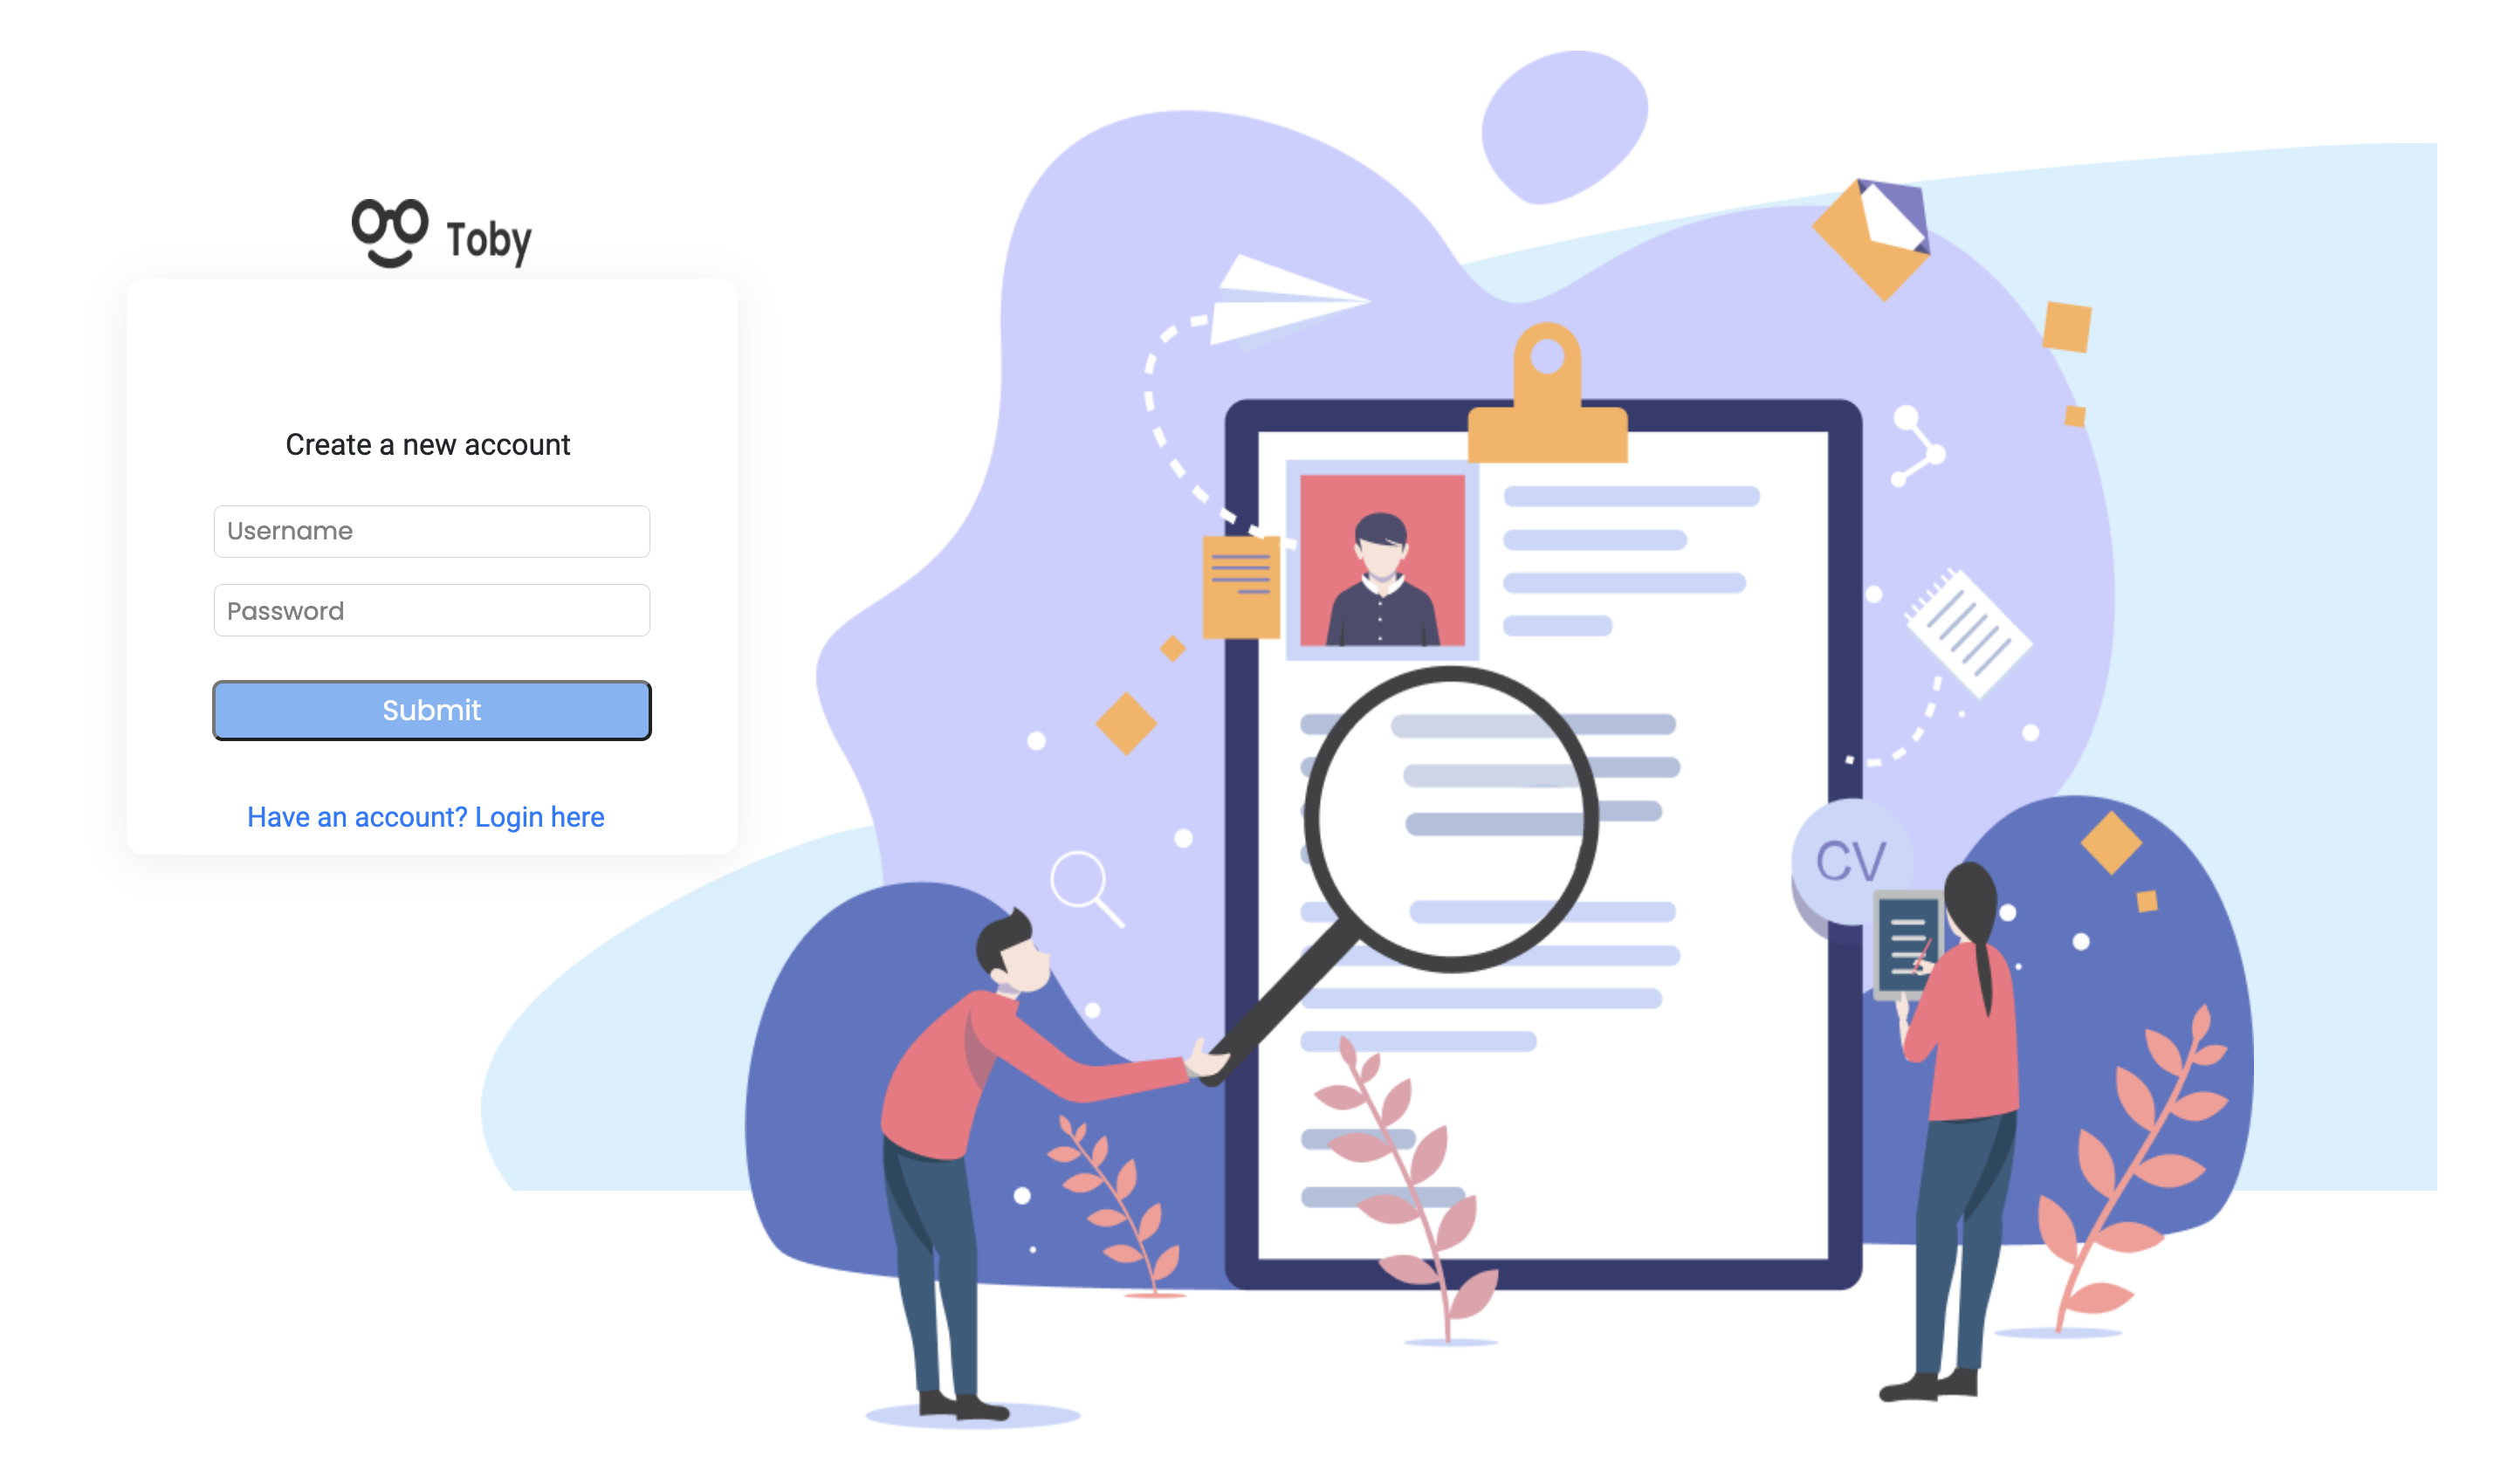 Toby
Create a new account
Username
Password
Submit
Have an account? Login here
CV